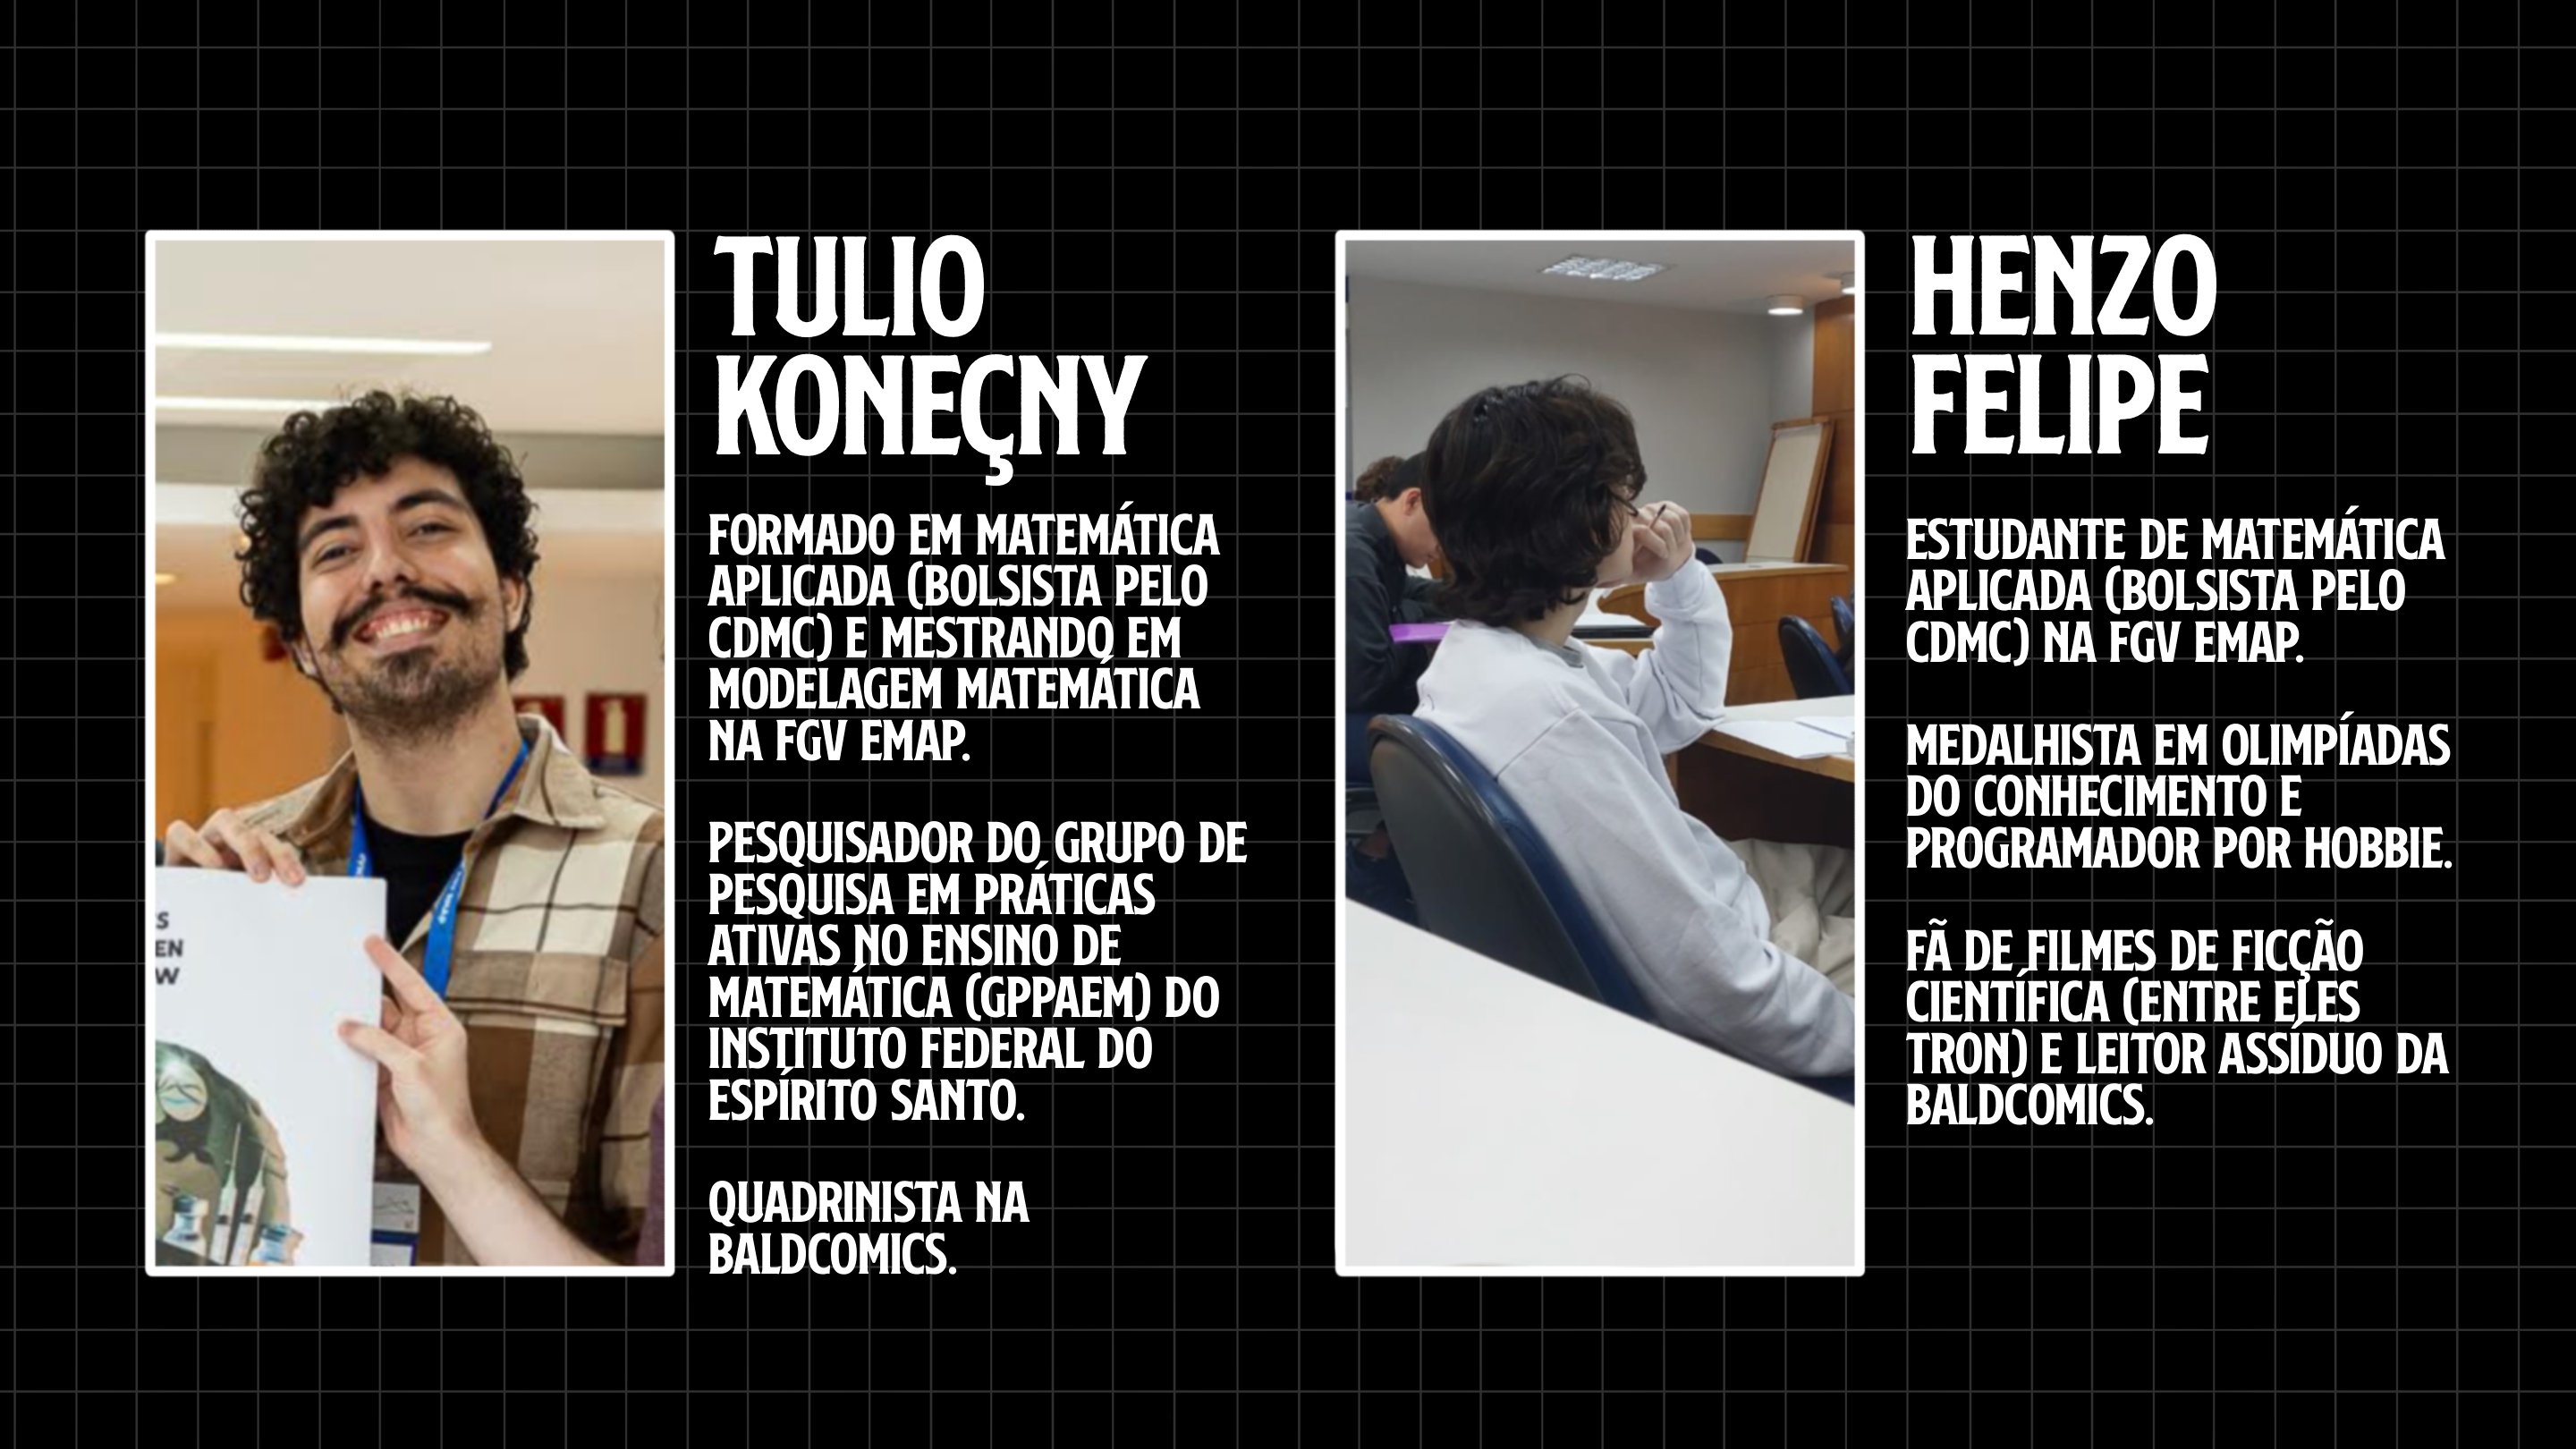 TULIO
KONEÇNY
FORMADO EM MATEMÁTICA
APLICADA (BOLSISTA PELO
CDMC) E MESTRANDO EM
MODELAGEM MATEMÁTICA
NA FGV EMAP.
PESQUISADOR DO GRUPO DE
PESQUISA EM PRÁTICAS
ATIVAS NO ENSINO DE
MATEMÁTICA (GPPAEM) DO
INSTITUTO FEDERAL DO
ESPÍRITO SANTO.
QUADRINISTA NA
BALDCOMICS.
S
EN
W
HENZO
FELIPE
ESTUDANTE DE MATEMÁTICA
APLICADA (BOLSISTA PELO
CDMC) NA FGV EMAP.
MEDALHISTA EM OLIMPÍADAS
DO CONHECIMENTO E
PROGRAMADOR POR HOBBIE.
FÃ DE FILMES DE FICÇÃO
CIENTÍFICA (ENTRE ELES
TRON) E LEITOR ASSÍDUO DA
BALDCOMICS.